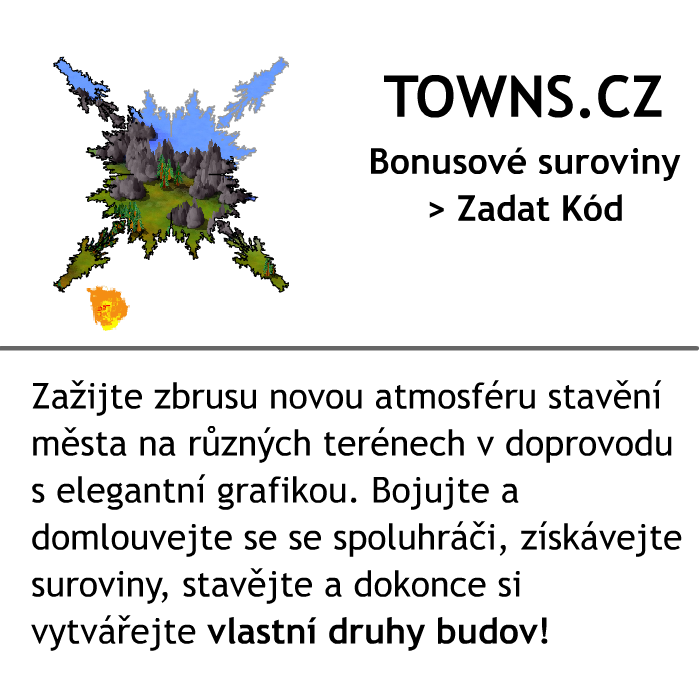 TOWNS.CZ
Bonusové suroviny
> Zadat Kód
Zažijte zbrusu novou atmosféru stavění
města na různých terénech v doprovodu
s elegantní grafikou. Bojujte a
domlouvejte se se spoluhráči, získávejte
suroviny, stavějte a dokonce si
vytvářejte vlastní druhy budov!